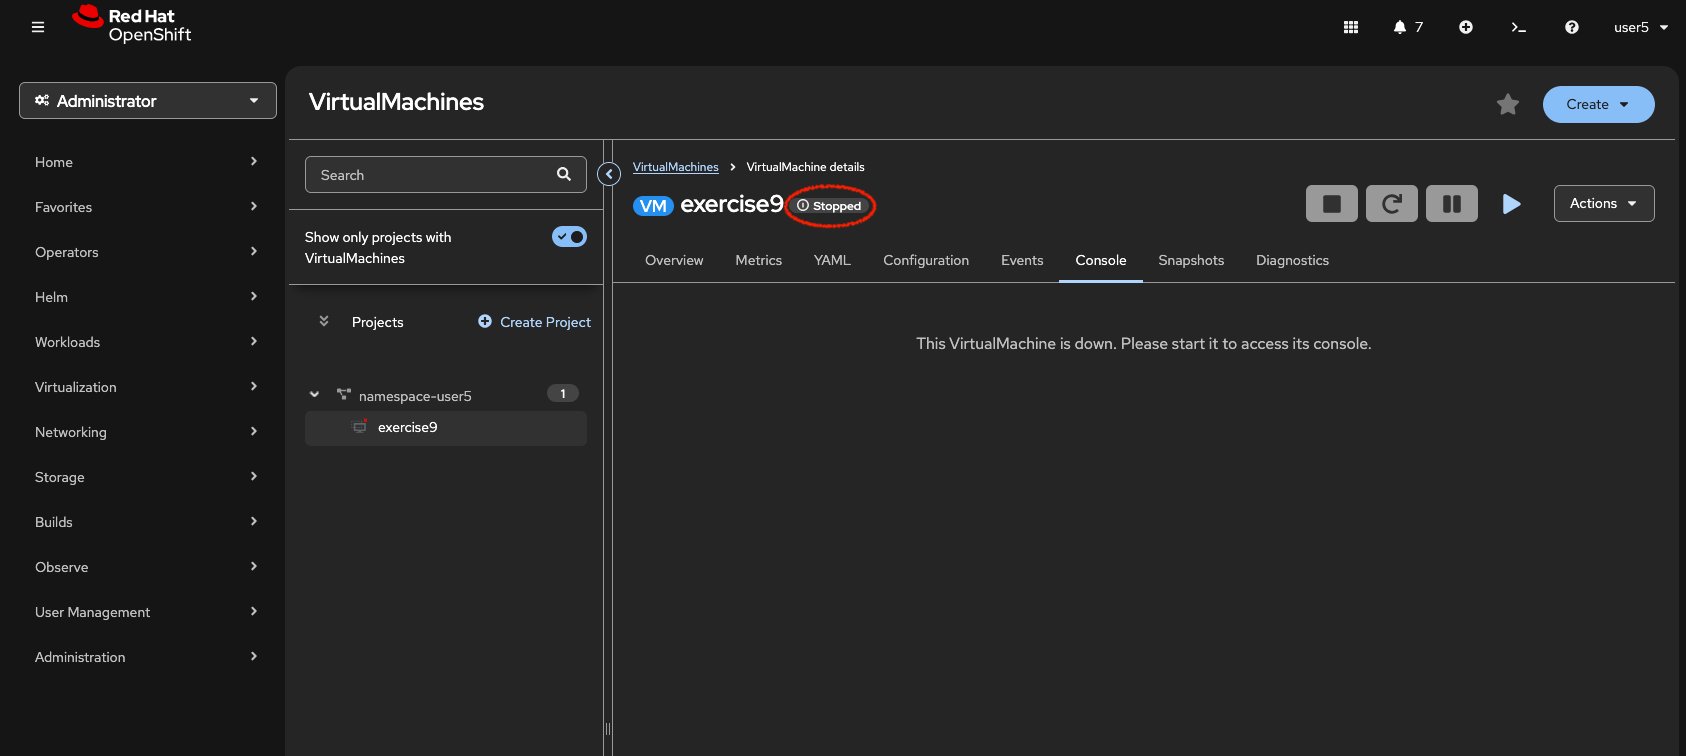 Red Hat
OpenShift
7
user5
Administrator
Home
Favorites
Operators
Helm
Workloads
Virtualization
Networking
Storage
Builds
Observe
User Management
Administration
VirtualMachines
Create
Search
Show only projects with
VirtualMachines
Projects
Create Project
namespace-user5
1
exercise9
VirtualMachines > VirtualMachine details
VM exercise9 Stopped
Actions
Overview Metrics YAML Configuration Events Console Snapshots Diagnostics
This VirtualMachine is down. Please start it to access its console.